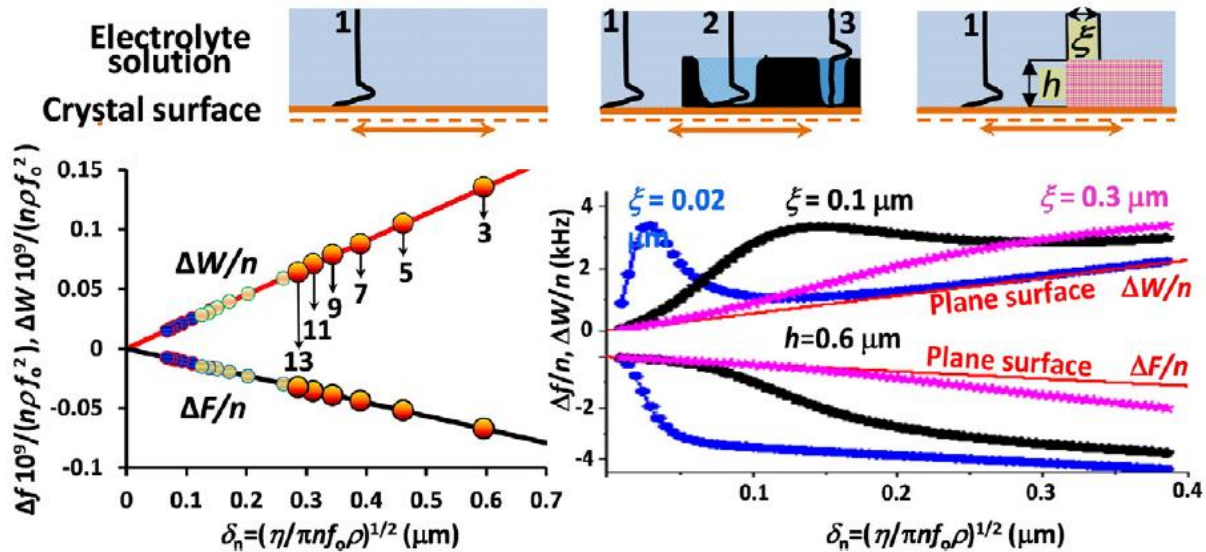 1
2
3
1
1
ξ
Electrolyte
solution
h
Crystal surface
Δf 10⁹/(nρfₒ²), ΔW 10⁹/(nρfₒ²)
0.15
0.1
0.05
0
-0.05
-0.1
ΔW/n
ΔF/n
3
5
7
9
11
13
0
0.1
0.2
0.3
0.4
0.5
0.6
0.7
δₙ=(η/πnfₒρ)^1/2 (μm)
Δf/n, ΔW/n (kHz)
4
2
0
-2
-4
ξ = 0.02
μm
ξ = 0.1 μm
ξ = 0.3 μm
Plane surface
ΔW/n
h=0.6 μm
Plane surface
ΔF/n
0.1
0.2
0.3
0.4
δₙ=(η/πnfₒρ)^1/2 (μm)